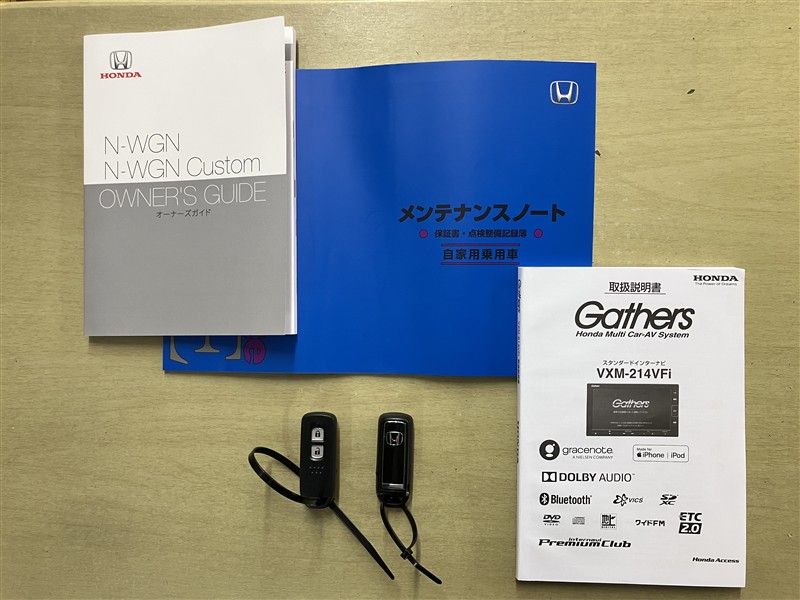 HONDA
N-WGN
N-WGN Custom
OWNER'S GUIDE
オーナーズガイド
メンテナンスノート
保証書・点検整備記録簿
自家用乗用車
取扱説明書
HONDA
The Power of Dreams
Gathers
Honda Multi Car-AV System
スタンダードインターナビ
VXM-214VFi
Gathers
gracenote
A NIELSEN COMPANY
Made for
iPhone | iPod
DOLBY AUDIO™
Bluetooth®
VICS
SD XC
DVD VIDEO
ワイドFM
ETC 2.0
internavi
PremiumClub
Honda Access